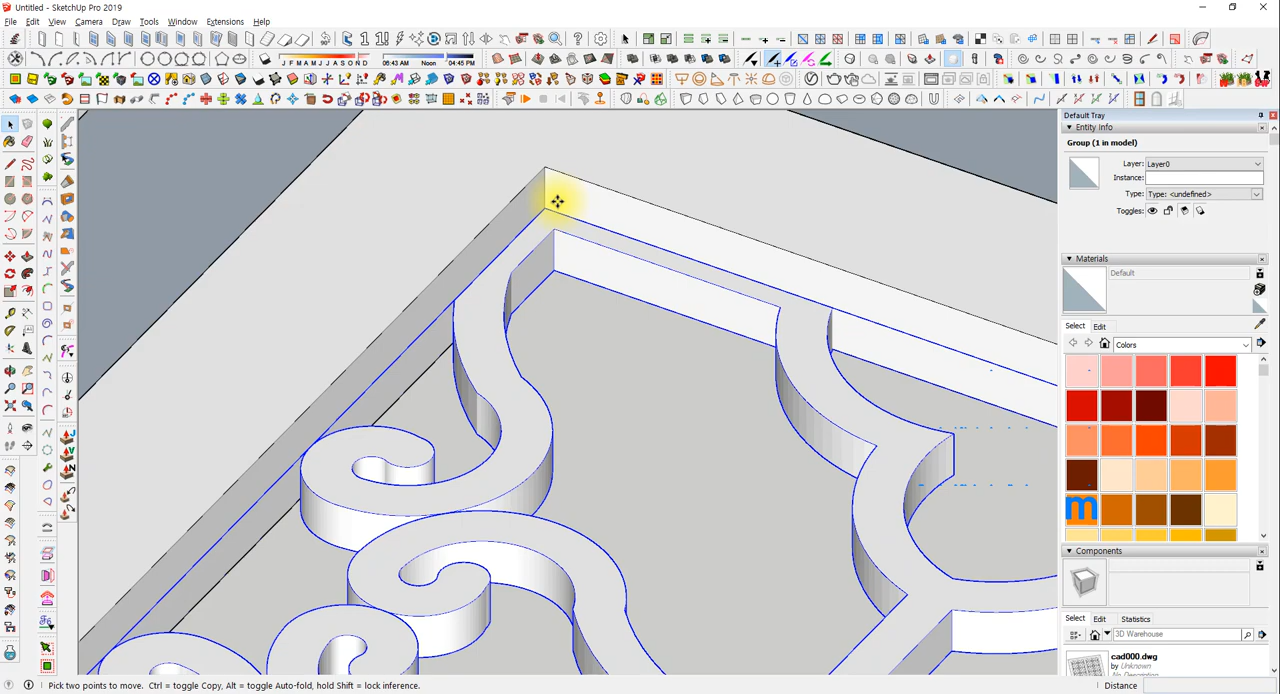 Untitled - SketchUp Pro 2019
File Edit View Camera Draw Tools Window Extensions Help
J F M A M J J A S O N D 06:43 AM Noon 04:45 PM
Default Tray
Entity Info
Group (1 in model)
Layer: Layer0
Instance:
Type: Type: <undefined>
Toggles:
Materials
Default
Select Edit
Colors
m
Components
Select Statistics
3D Warehouse
cad000.dwg
by Unknown
Pick two points to move. Ctrl = toggle Copy, Alt = toggle Auto-fold, hold Shift = lock inference.
Distance